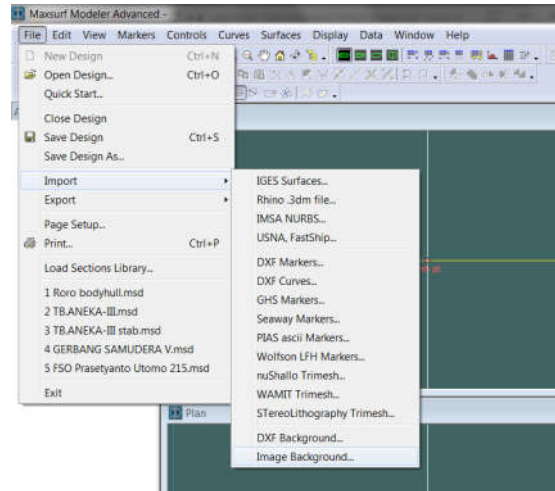 Maxsurf Modeler Advanced -
File Edit View Markers Controls Curves Surfaces Display Data Window Help
New Design Ctrl+N
Open Design... Ctrl+O
Quick Start...
Close Design
Save Design Ctrl+S
Save Design As...
Import
Export
Page Setup...
Print... Ctrl+P
Load Sections Library...
1 Roro bodyhull.msd
2 TB.ANEKA-III.msd
3 TB.ANEKA-III stab.msd
4 GERBANG SAMUDERA V.msd
5 FSO Prasetyanto Utomo 215.msd
Exit
IGES Surfaces...
Rhino .3dm file...
IMSA NURBS...
USNA, FastShip...
DXF Markers...
DXF Curves...
GHS Markers...
Seaway Markers...
PIAS ascii Markers...
Wolfson LFH Markers...
nuShallo Trimesh...
WAMIT Trimesh...
STereoLithography Trimesh...
DXF Background...
Image Background...
Plan